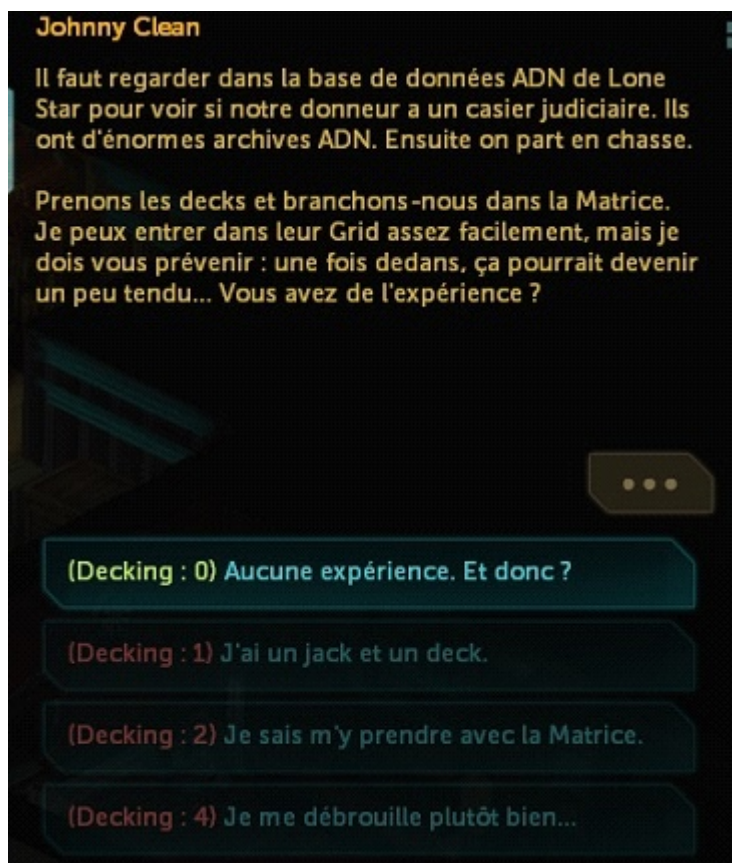 Johnny Clean
Il faut regarder dans la base de données ADN de Lone
Star pour voir si notre donneur a un casier judiciaire. Ils
ont d'énormes archives ADN. Ensuite on part en chasse.
Prenons les decks et branchons-nous dans la Matrice.
Je peux entrer dans leur Grid assez facilement, mais je
dois vous prévenir : une fois dedans, ça pourrait devenir
un peu tendu... Vous avez de l'expérience ?
(Decking : 0) Aucune expérience. Et donc ?
(Decking : 1) J'ai un jack et un deck.
(Decking : 2) Je sais m'y prendre avec la Matrice.
(Decking : 4) Je me débrouille plutôt bien...